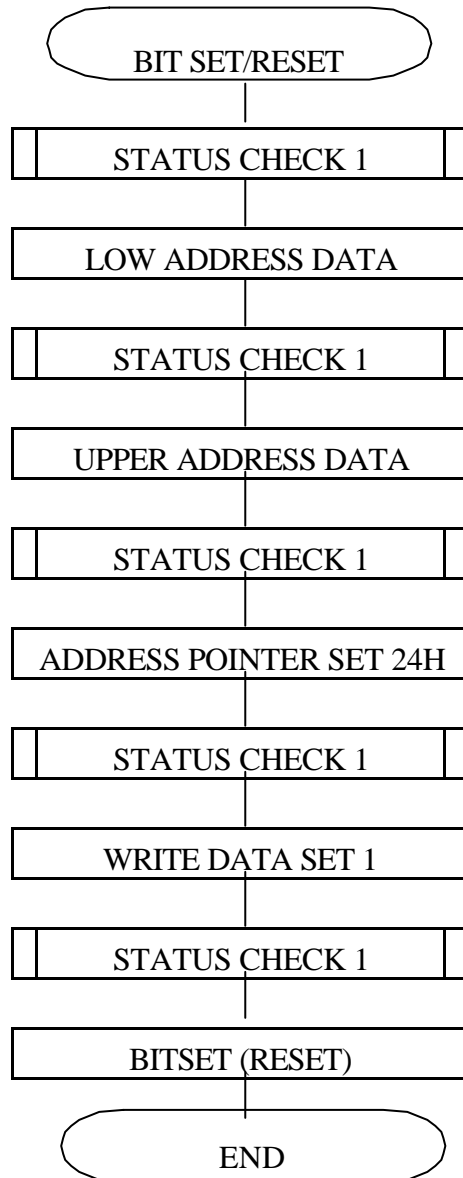 BIT SET/RESET
STATUS CHECK 1
LOW ADDRESS DATA
STATUS CHECK 1
UPPER ADDRESS DATA
STATUS CHECK 1
ADDRESS POINTER SET 24H
STATUS CHECK 1
WRITE DATA SET 1
STATUS CHECK 1
BITSET (RESET)
END